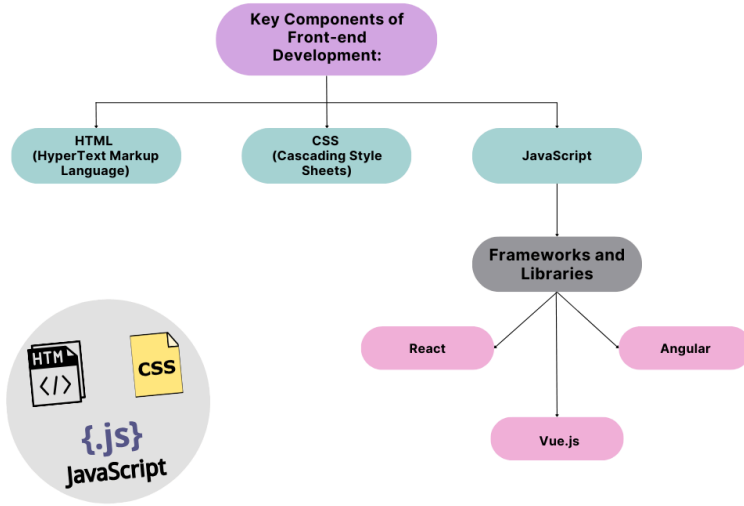 Key Components of
Front-end
Development:
HTML
(HyperText Markup
Language)
CSS
(Cascading Style
Sheets)
JavaScript
Frameworks and
Libraries
React
Angular
Vue.js
HTM
</>
CSS
{.js}
JavaScript